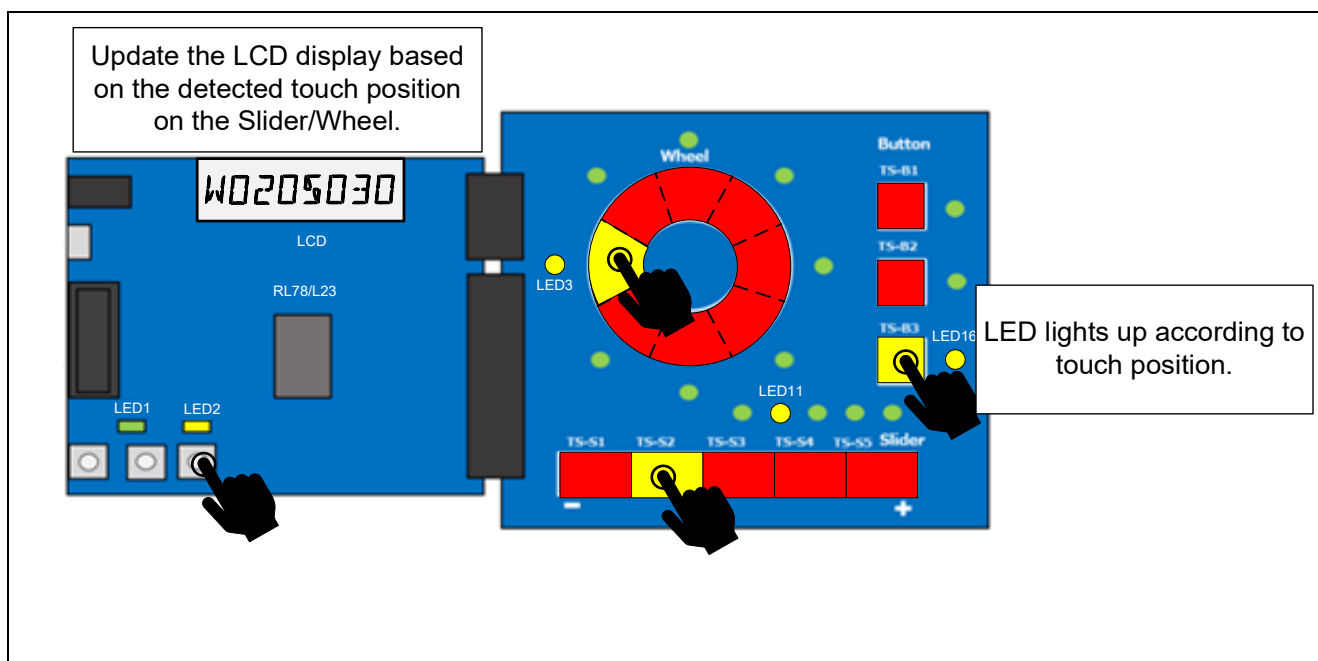 Update the LCD display based
on the detected touch position
on the Slider/Wheel.
W020S030
LCD
RL78/L23
LED1
LED2
Wheel
LED3
Button
TS-B1
TS-B2
TS-B3
LED16
LED lights up according to
touch position.
LED11
TS-S1 TS-S2 TS-S3 TS-S4 TS-S5 Slider
- +